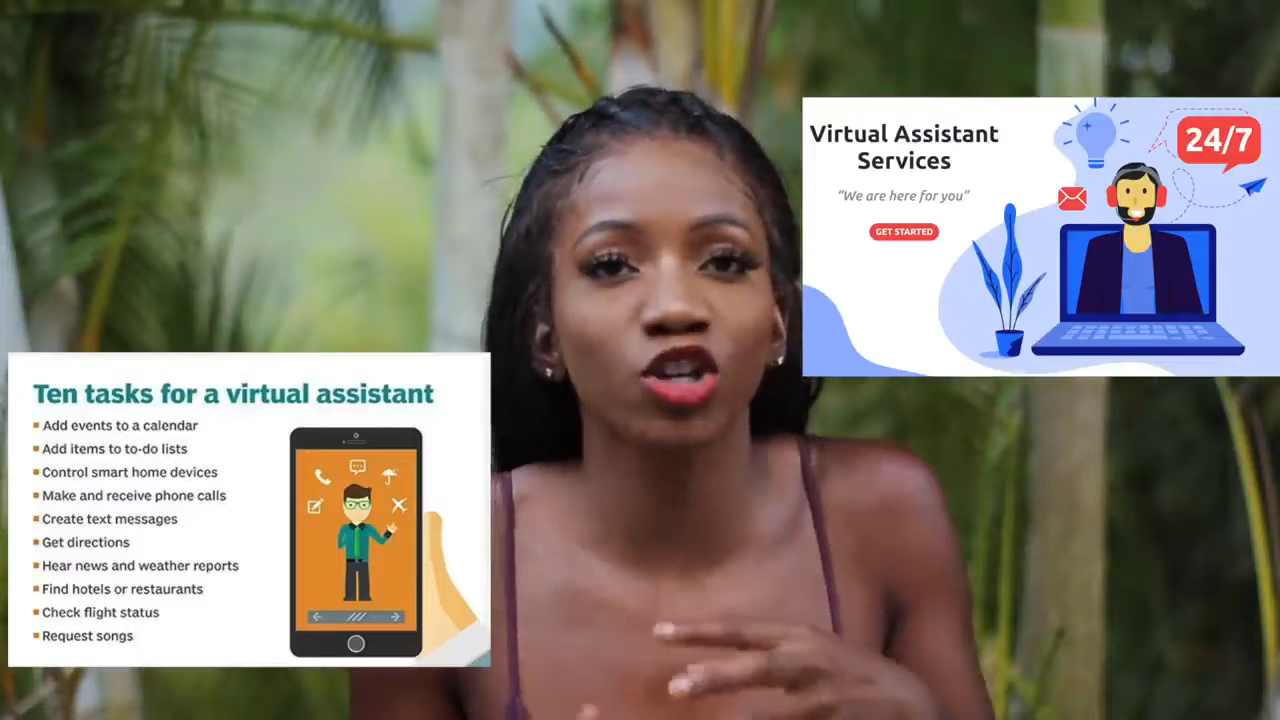 Virtual Assistant
Services
“We are here for you”
GET STARTED
24/7
Ten tasks for a virtual assistant
Add events to a calendar
Add items to to-do lists
Control smart home devices
Make and receive phone calls
Create text messages
Get directions
Hear news and weather reports
Find hotels or restaurants
Check flight status
Request songs